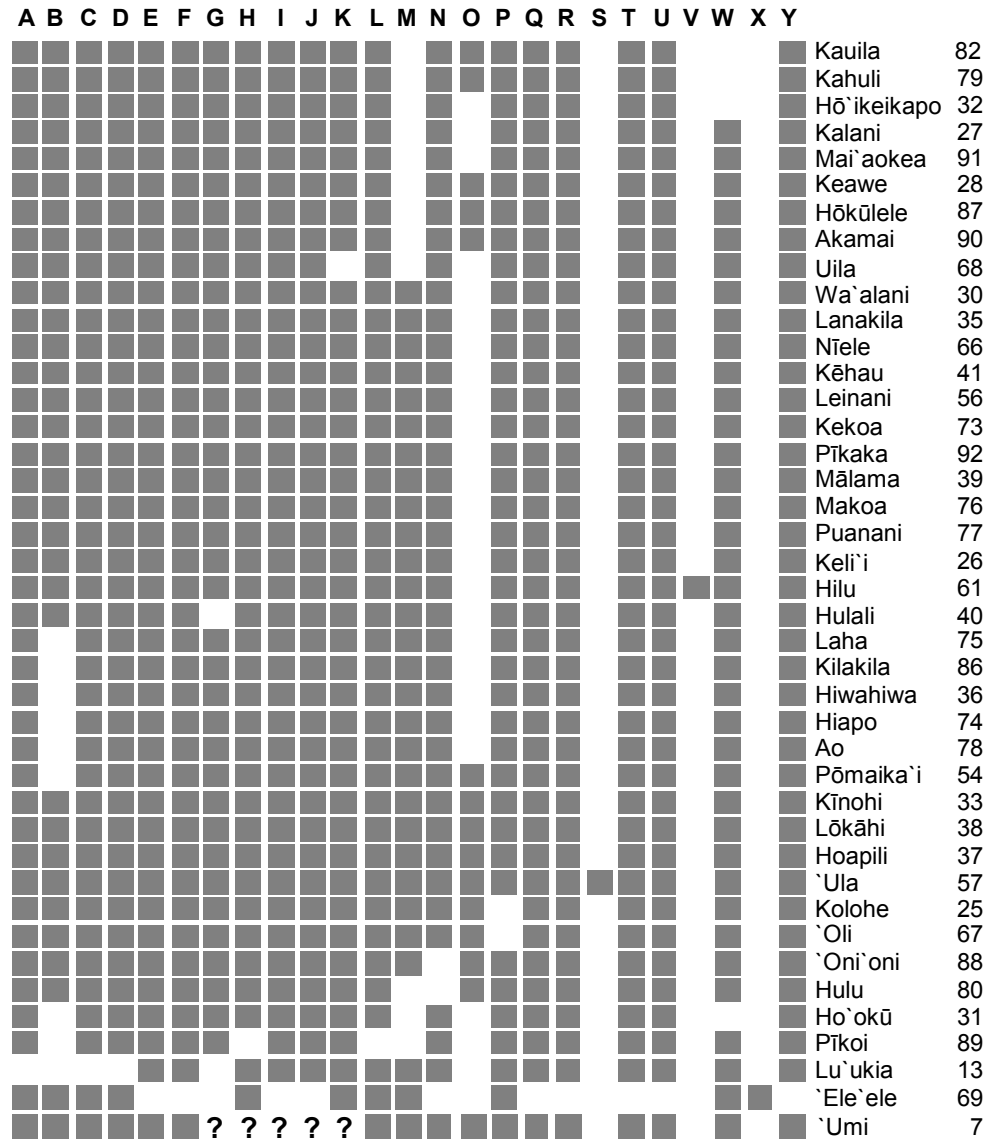 A B C D E F G H I J K L M N O P Q R S T U V W X Y
Kauila 82
Kahuli 79
Hō`ikeikapo 32
Kalani 27
Mai`aokea 91
Keawe 28
Hōkūlele 87
Akamai 90
Uila 68
Wa`alani 30
Lanakila 35
Nīele 66
Kēhau 41
Leinani 56
Kekoa 73
Pīkaka 92
Mālama 39
Makoa 76
Puanani 77
Keli`i 26
Hilu 61
Hulali 40
Laha 75
Kilakila 86
Hiwahiwa 36
Hiapo 74
Ao 78
Pōmaika`i 54
Kīnohi 33
Lōkāhi 38
Hoapili 37
`Ula 57
Kolohe 25
`Oli 67
`Oni`oni 88
Hulu 80
Ho`okū 31
Pīkoi 89
Lu`ukia 13
`Ele`ele 69
? ? ? ? ? `Umi 7